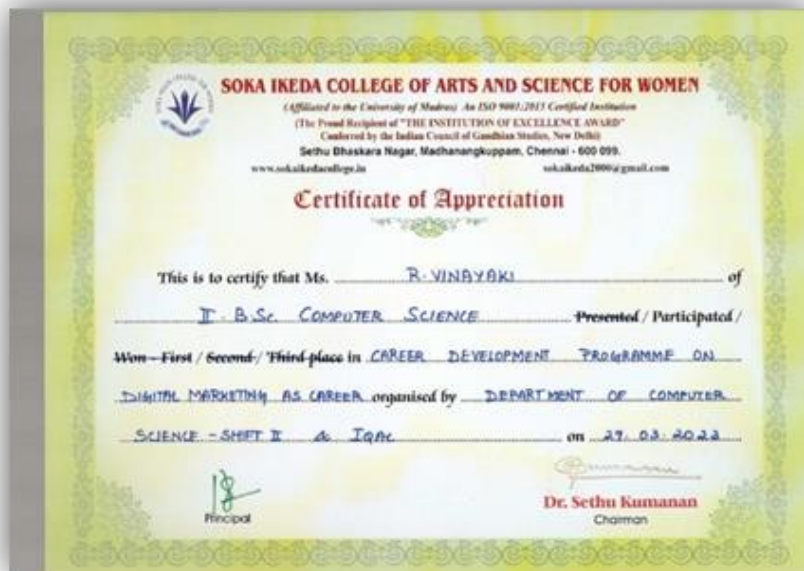 SOKA IKEDA COLLEGE OF ARTS AND SCIENCE FOR WOMEN
(Affiliated to the University of Madras) An ISO 9001:2015 Certified Institution
(The Proud Recipient of "THE INSTITUTION OF EXCELLENCE AWARD"
Conferred by the Indian Council of Gandhian Studies, New Delhi)
Sethu Bhaskara Nagar, Madhanangkuppam, Chennai - 600 099.
www.sokaikedacollege.in sokaikeda2000@gmail.com
Certificate of Appreciation
This is to certify that Ms. R. VINAYAKI of
II - B.Sc. COMPUTER SCIENCE Presented / Participated /
Won - First / Second / Third place in CAREER DEVELOPMENT PROGRAMME ON
DIGITAL MARKETING AS CAREER organised by DEPARTMENT OF COMPUTER
SCIENCE - SHIFT II & IQAC on 29.03.2022
Principal
Dr. Sethu Kumanan
Chairman